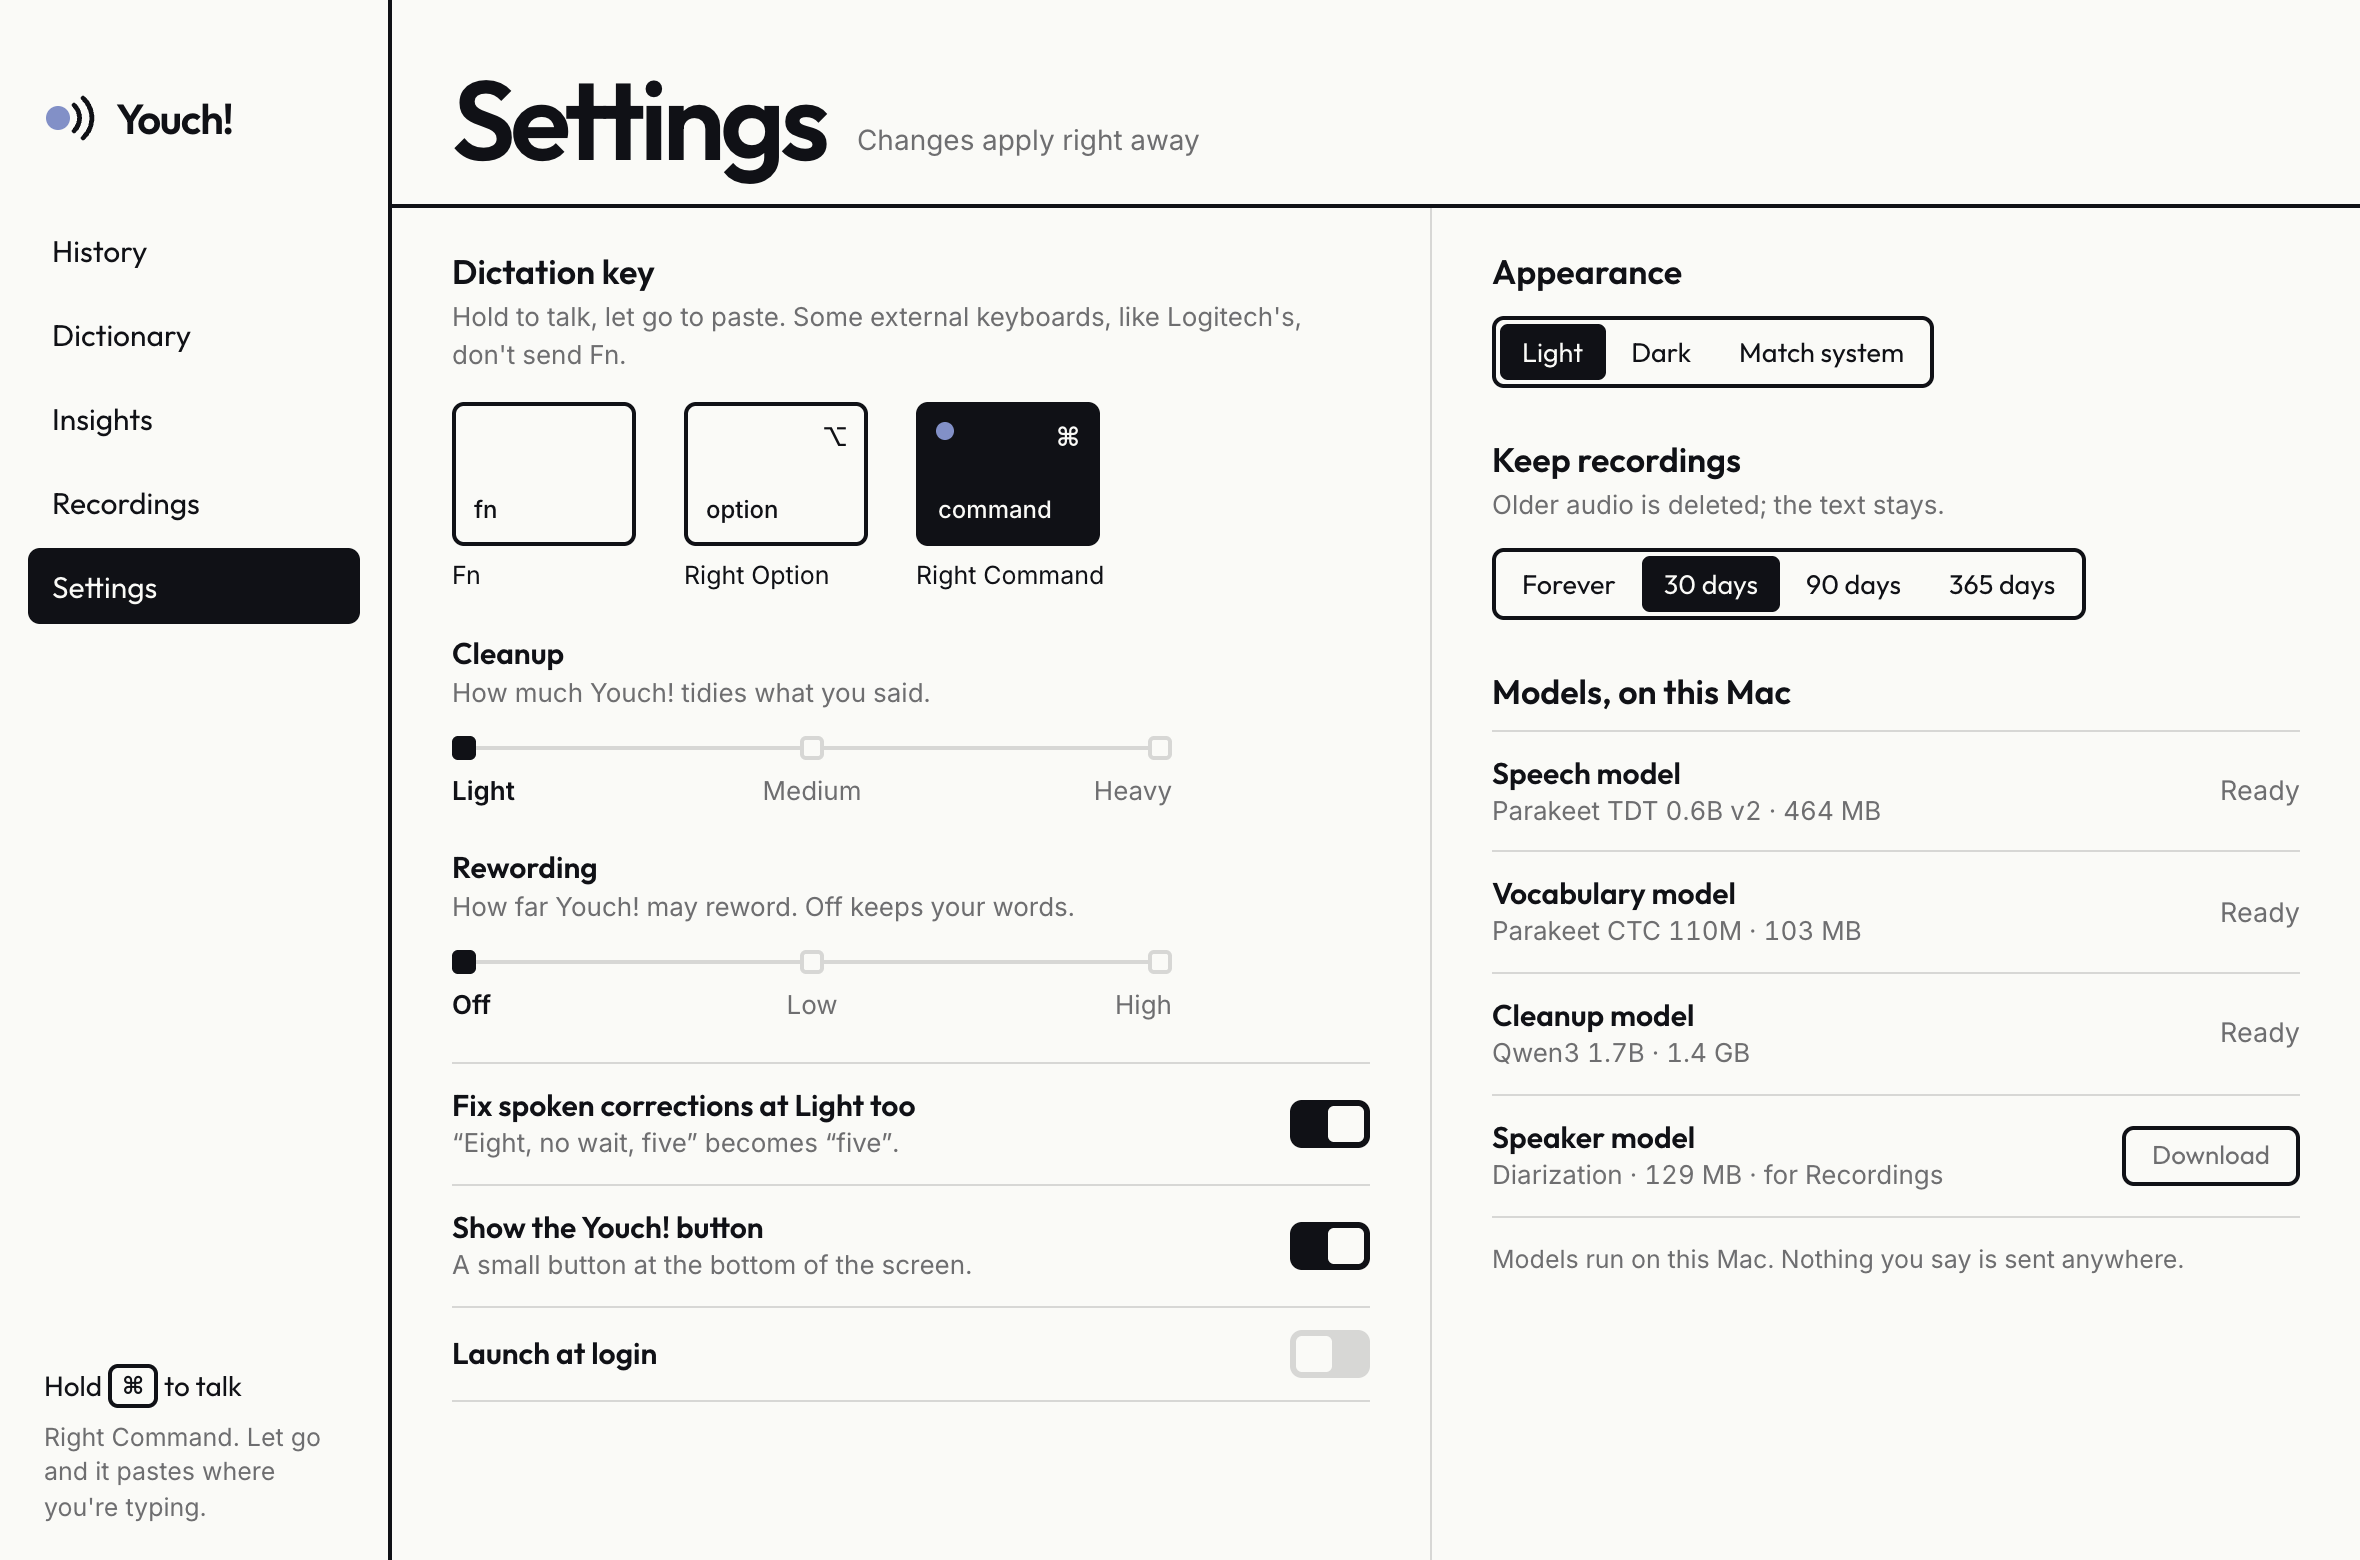 Youch!
History
Dictionary
Insights
Recordings
Settings
Hold ⌘ to talk
Right Command. Let go
and it pastes where
you're typing.
Settings Changes apply right away
Dictation key
Hold to talk, let go to paste. Some external keyboards, like Logitech's,
don't send Fn.
fn
⌥
option
⌘
command
Fn Right Option Right Command
Cleanup
How much Youch! tidies what you said.
Light Medium Heavy
Rewording
How far Youch! may reword. Off keeps your words.
Off Low High
Fix spoken corrections at Light too
“Eight, no wait, five” becomes “five”.
Show the Youch! button
A small button at the bottom of the screen.
Launch at login
Appearance
Light Dark Match system
Keep recordings
Older audio is deleted; the text stays.
Forever 30 days 90 days 365 days
Models, on this Mac
Speech model
Parakeet TDT 0.6B v2 · 464 MB
Ready
Vocabulary model
Parakeet CTC 110M · 103 MB
Ready
Cleanup model
Qwen3 1.7B · 1.4 GB
Ready
Speaker model
Diarization · 129 MB · for Recordings
Download
Models run on this Mac. Nothing you say is sent anywhere.